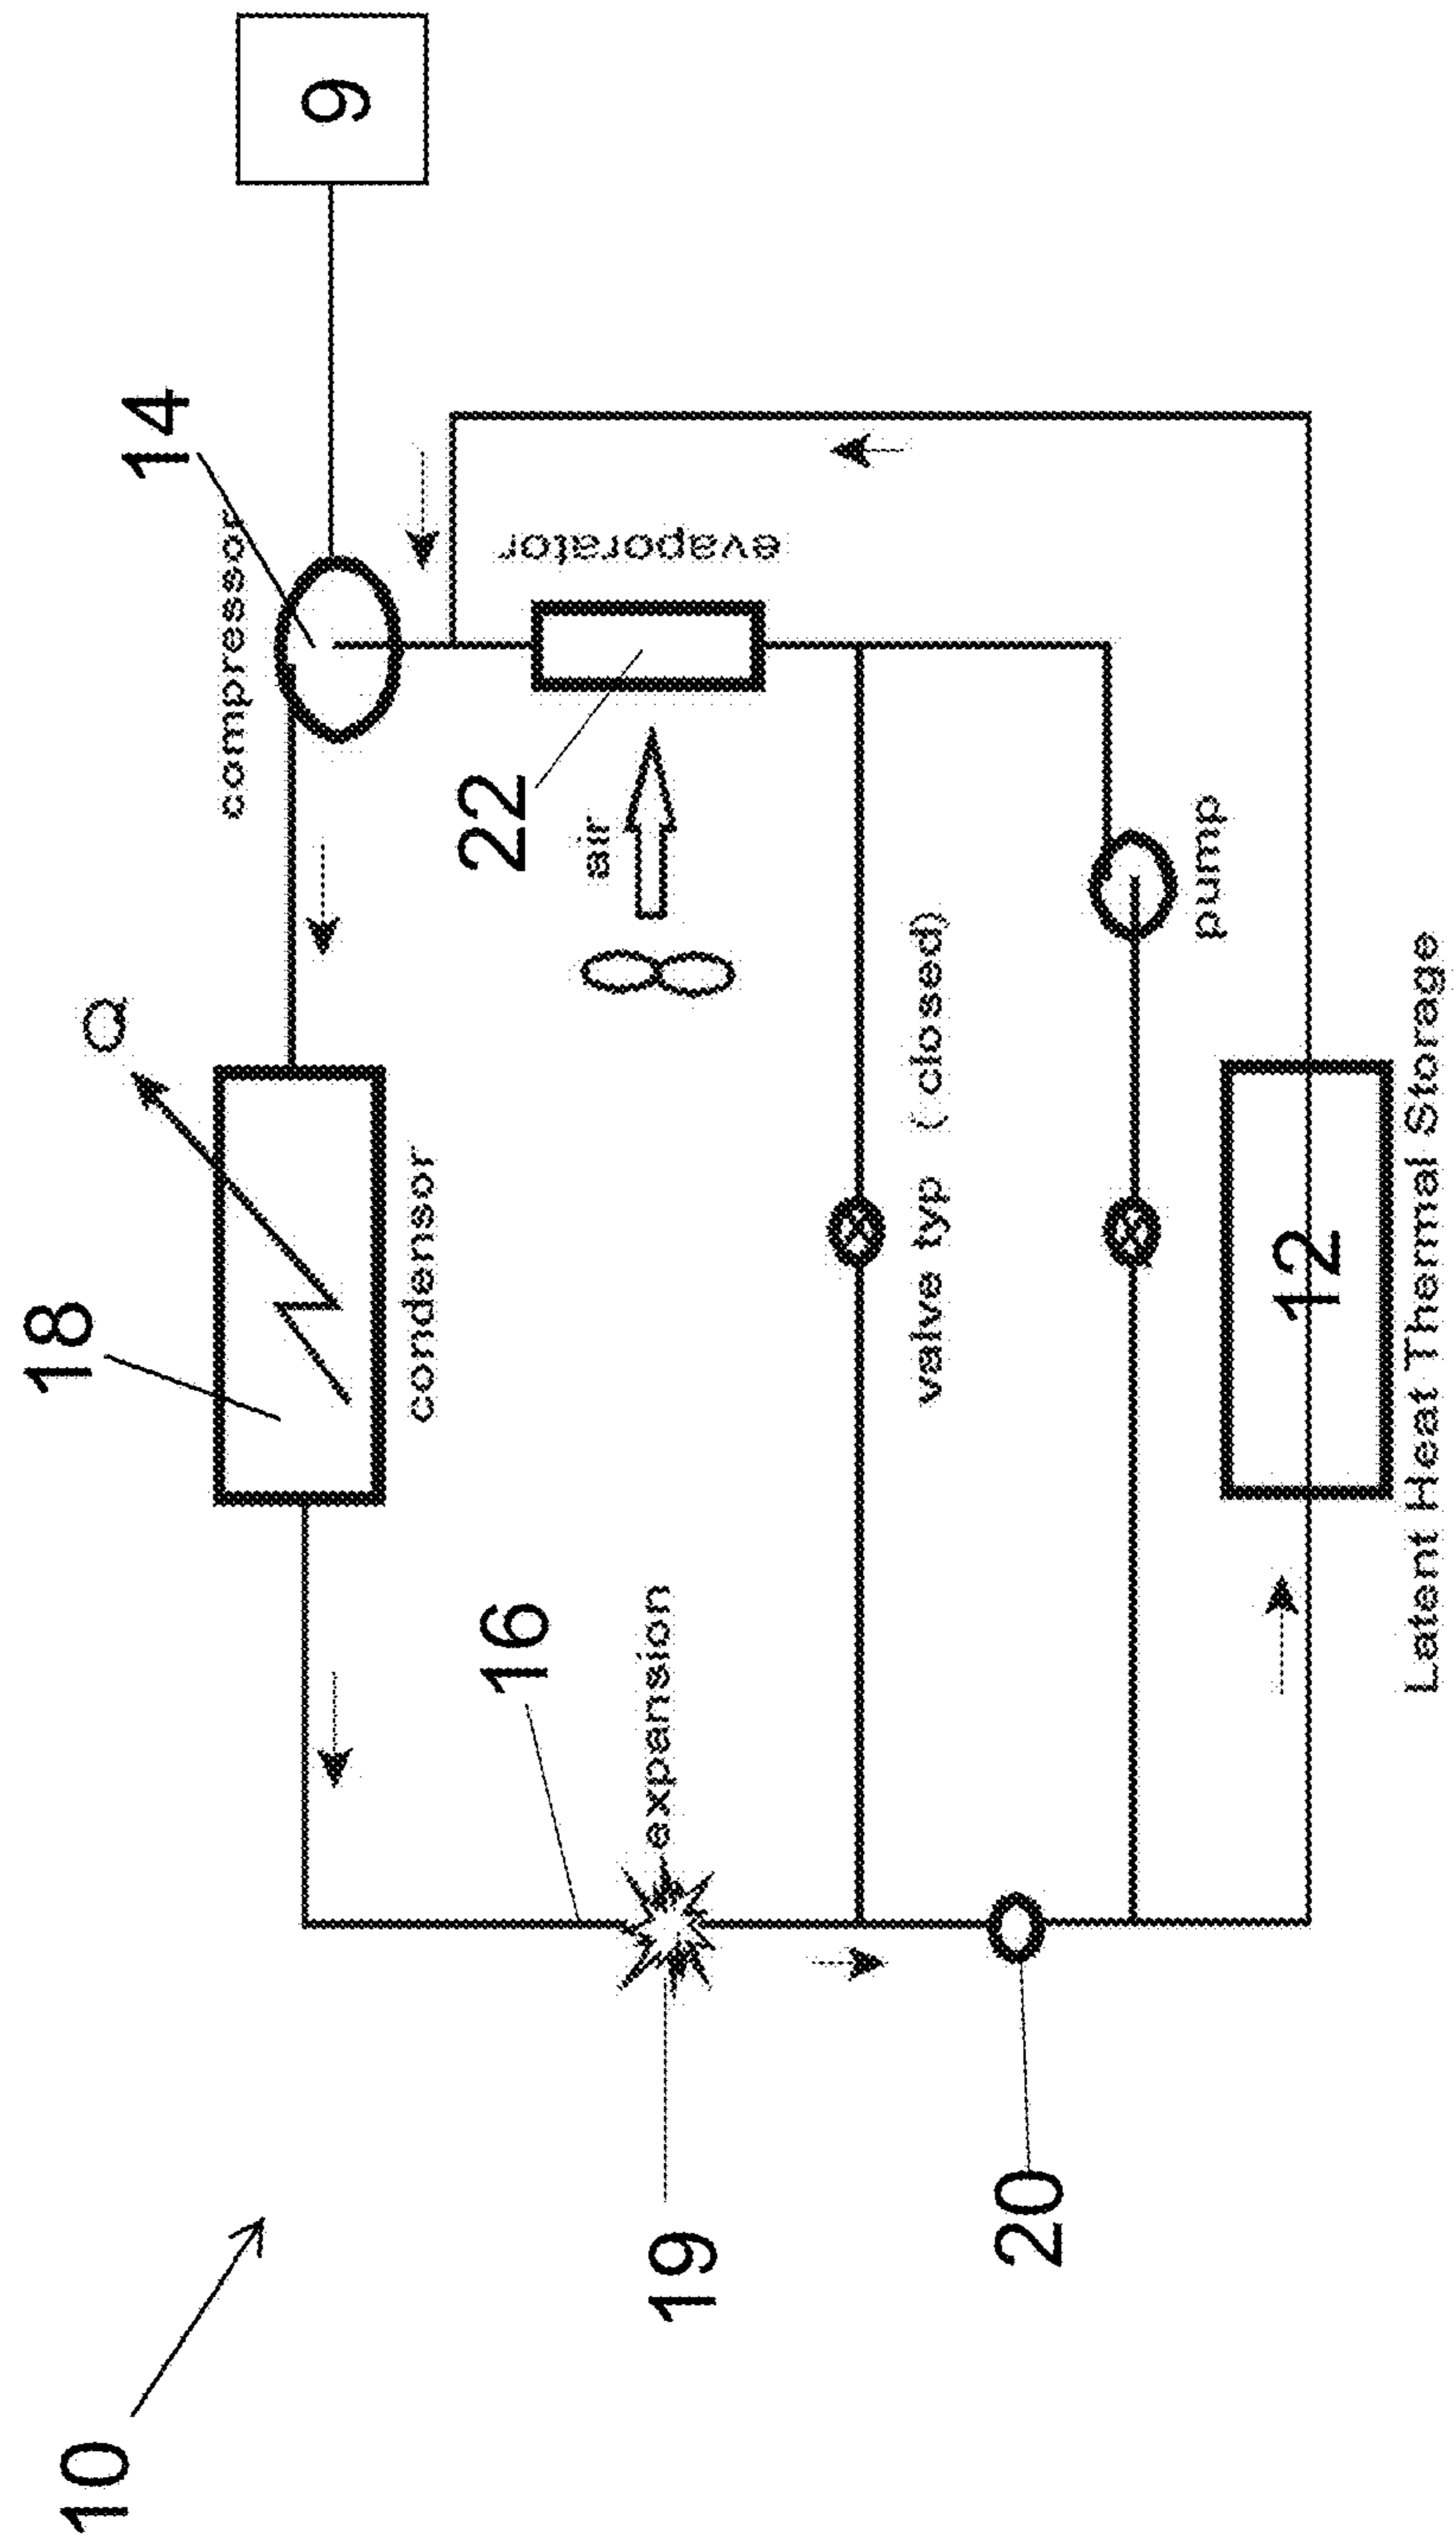 18
10
Q
14
compressor
9
condensor
22
16
air
evaporator
expansion
19
valve typ ( closed)
20
pump
12
Latent Heat Thermal Storage